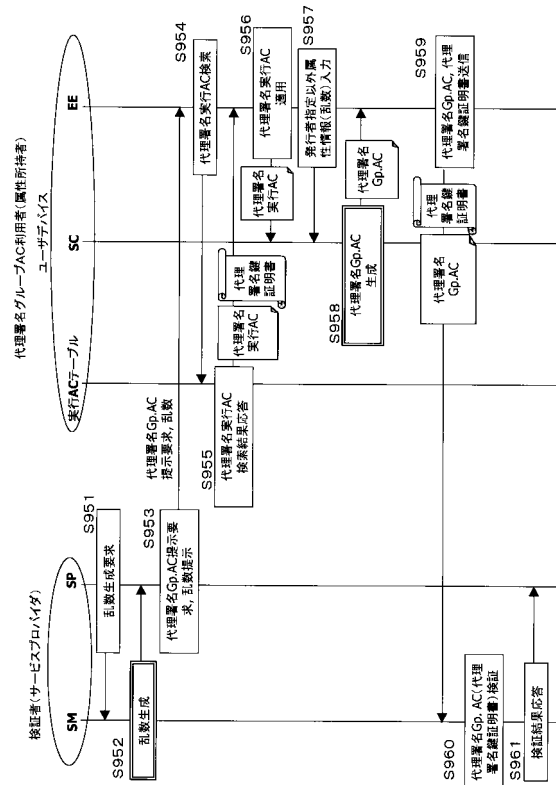 検証者(サービスプロバイダ)
SM
SP
代理署名グループAC利用者(属性所持者)
ユーザデバイス
実行ACテーブル
SC
EE
S951
乱数生成要求
S952
乱数生成
S953
代理署名Gp.AC提示要
求, 乱数提示
代理署名Gp.AC
提示要求, 乱数
S954
代理署名実行AC検索
S955
代理署名実行AC
検索結果応答
代理署名
実行AC
代理
署名鍵
証明書
S956
代理署名実行AC
適用
代理署名
実行AC
S957
発行者指定以外属
性情報(乱数)入力
S958
代理署名Gp.AC
生成
代理署名
Gp.AC
S959
代理署名Gp.AC, 代理
署名鍵証明書送信
代理
署名鍵
証明書
代理署名
Gp.AC
S960
代理署名Gp. AC(代理
署名鍵証明書)検証
S961
検証結果応答